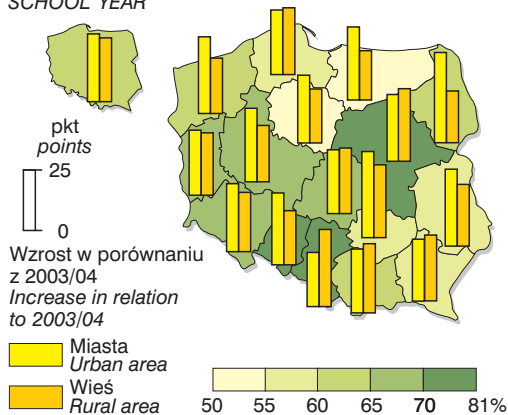 SCHOOL YEAR
pkt
points
25
0
Wzrost w porównaniu
z 2003/04
Increase in relation
to 2003/04
Miasta
Urban area
Wieś
Rural area
50 55 60 65 70 81%